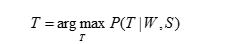 T = arg max P(T | W, S)
T